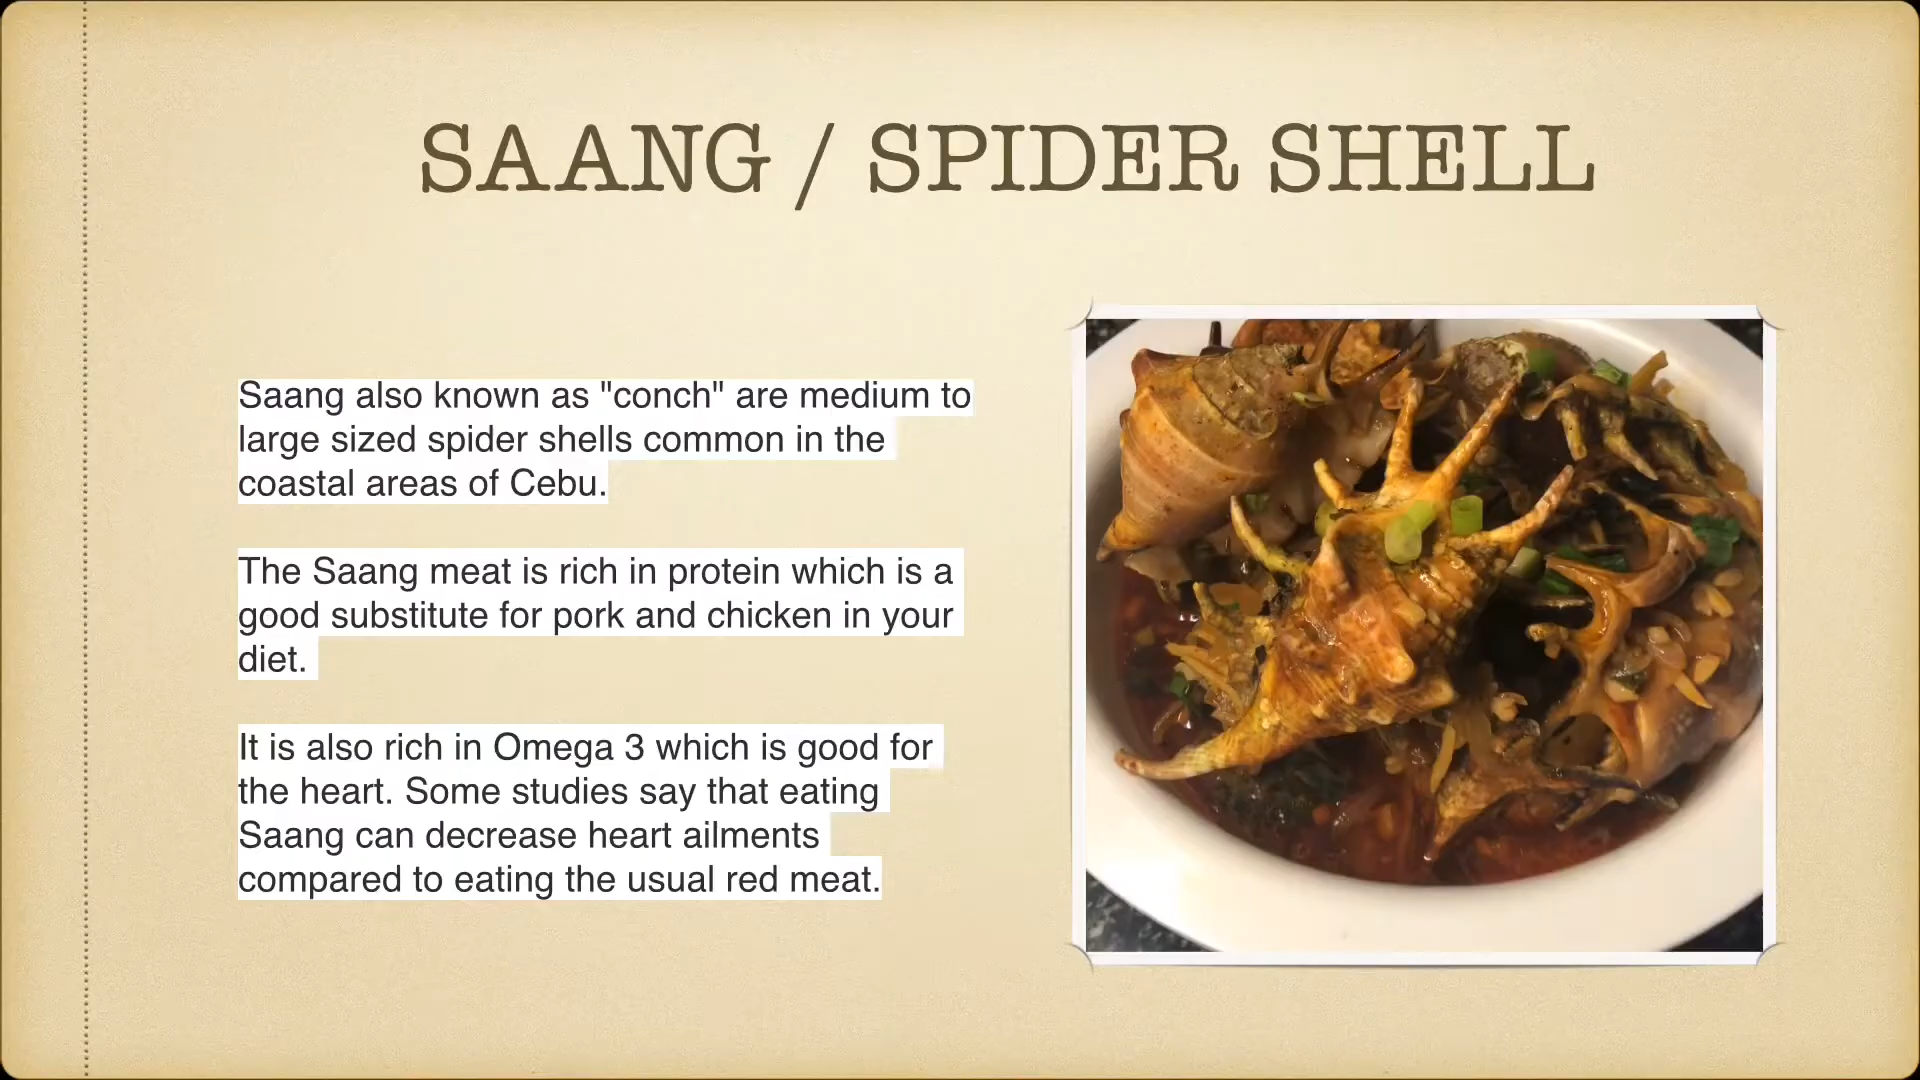 SAANG / SPIDER SHELL
Saang also known as "conch" are medium to
large sized spider shells common in the
coastal areas of Cebu.
The Saang meat is rich in protein which is a
good substitute for pork and chicken in your
diet.
It is also rich in Omega 3 which is good for
the heart. Some studies say that eating
Saang can decrease heart ailments
compared to eating the usual red meat.